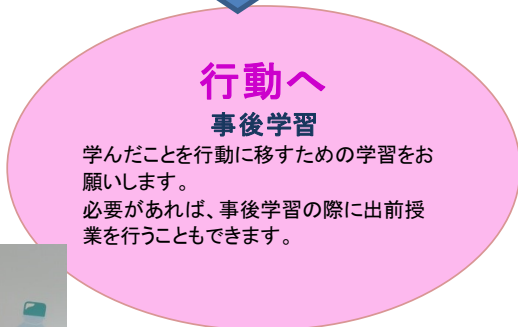 行動へ
事後学習
学んだことを行動に移すための学習をお
願いします。
必要があれば、事後学習の際に出前授
業を行うこともできます。